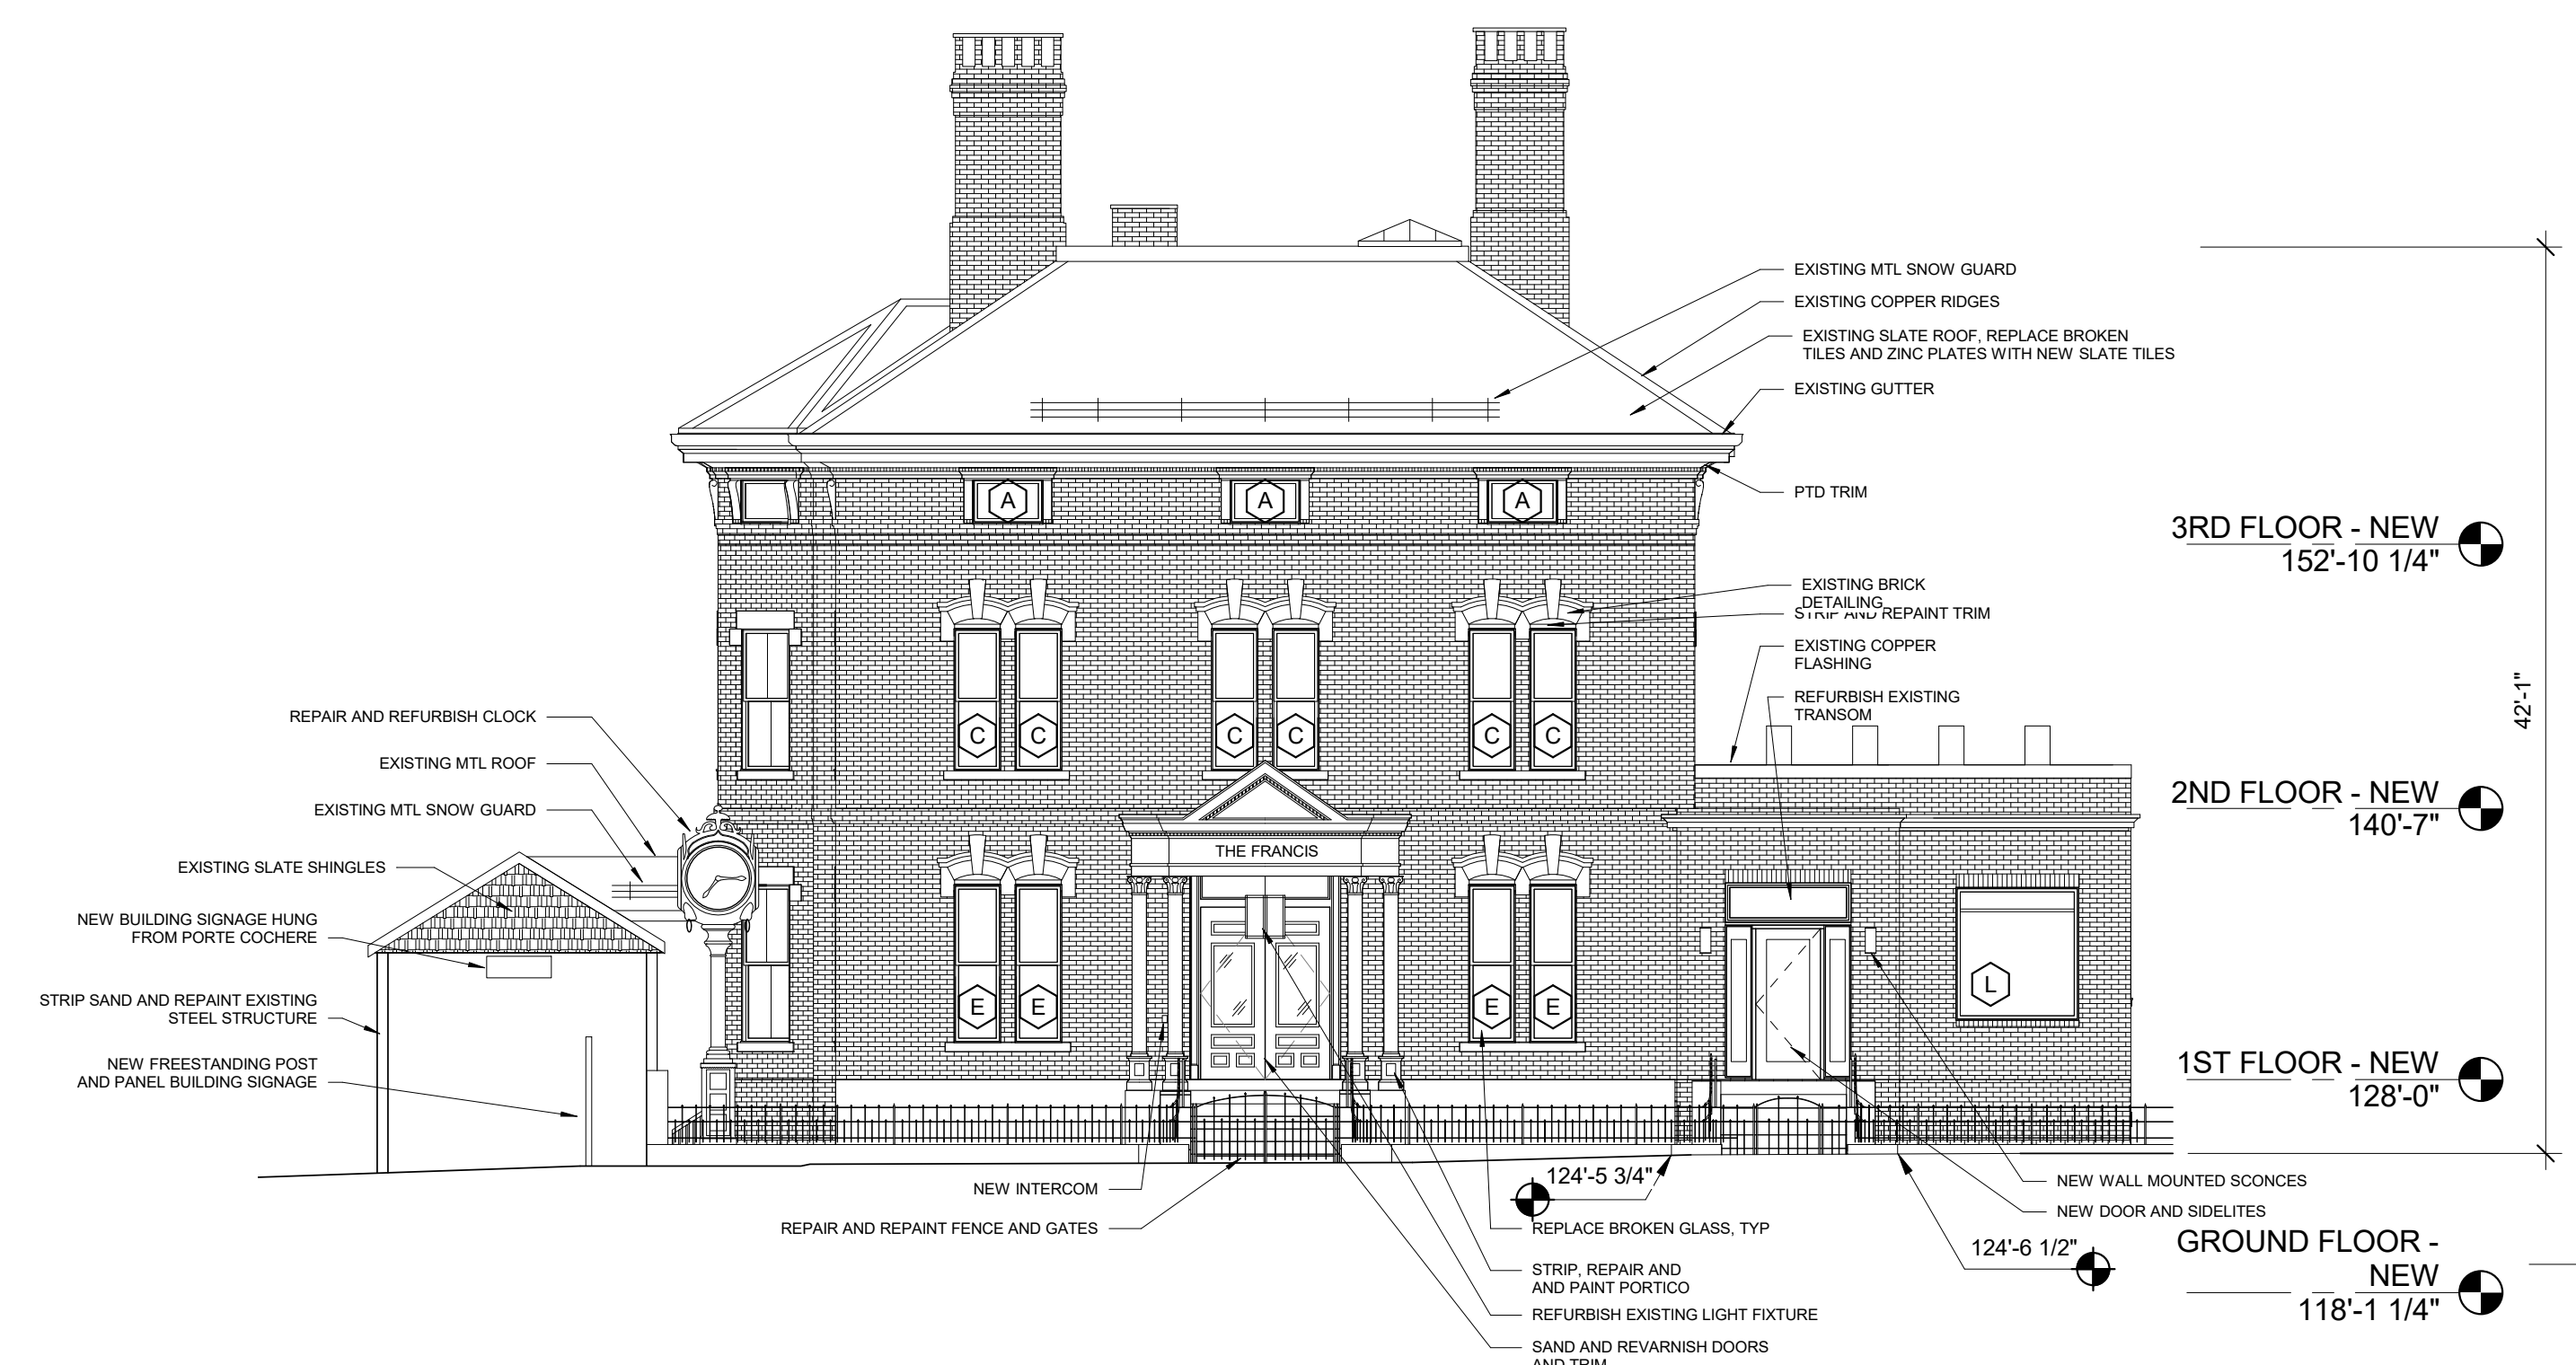 EXISTING MTL SNOW GUARD
EXISTING COPPER RIDGES
EXISTING SLATE ROOF, REPLACE BROKEN
TILES AND ZINC PLATES WITH NEW SLATE TILES
EXISTING GUTTER
PTD TRIM
A
A
A
3RD FLOOR - NEW
152'-10 1/4"
EXISTING BRICK
DETAILING
STRIP AND REPAINT TRIM
EXISTING COPPER
FLASHING
REFURBISH EXISTING
TRANSOM
42'-1"
C
C
C
C
C
C
2ND FLOOR - NEW
140'-7"
REPAIR AND REFURBISH CLOCK
EXISTING MTL ROOF
EXISTING MTL SNOW GUARD
EXISTING SLATE SHINGLES
NEW BUILDING SIGNAGE HUNG
FROM PORTE COCHERE
STRIP SAND AND REPAINT EXISTING
STEEL STRUCTURE
NEW FREESTANDING POST
AND PANEL BUILDING SIGNAGE
THE FRANCIS
E
E
E
E
L
1ST FLOOR - NEW
128'-0"
NEW INTERCOM
REPAIR AND REPAINT FENCE AND GATES
124'-5 3/4"
REPLACE BROKEN GLASS, TYP
STRIP, REPAIR AND
AND PAINT PORTICO
REFURBISH EXISTING LIGHT FIXTURE
SAND AND REVARNISH DOORS
AND TRIM
NEW WALL MOUNTED SCONCES
NEW DOOR AND SIDELITES
124'-6 1/2"
GROUND FLOOR -
NEW
118'-1 1/4"